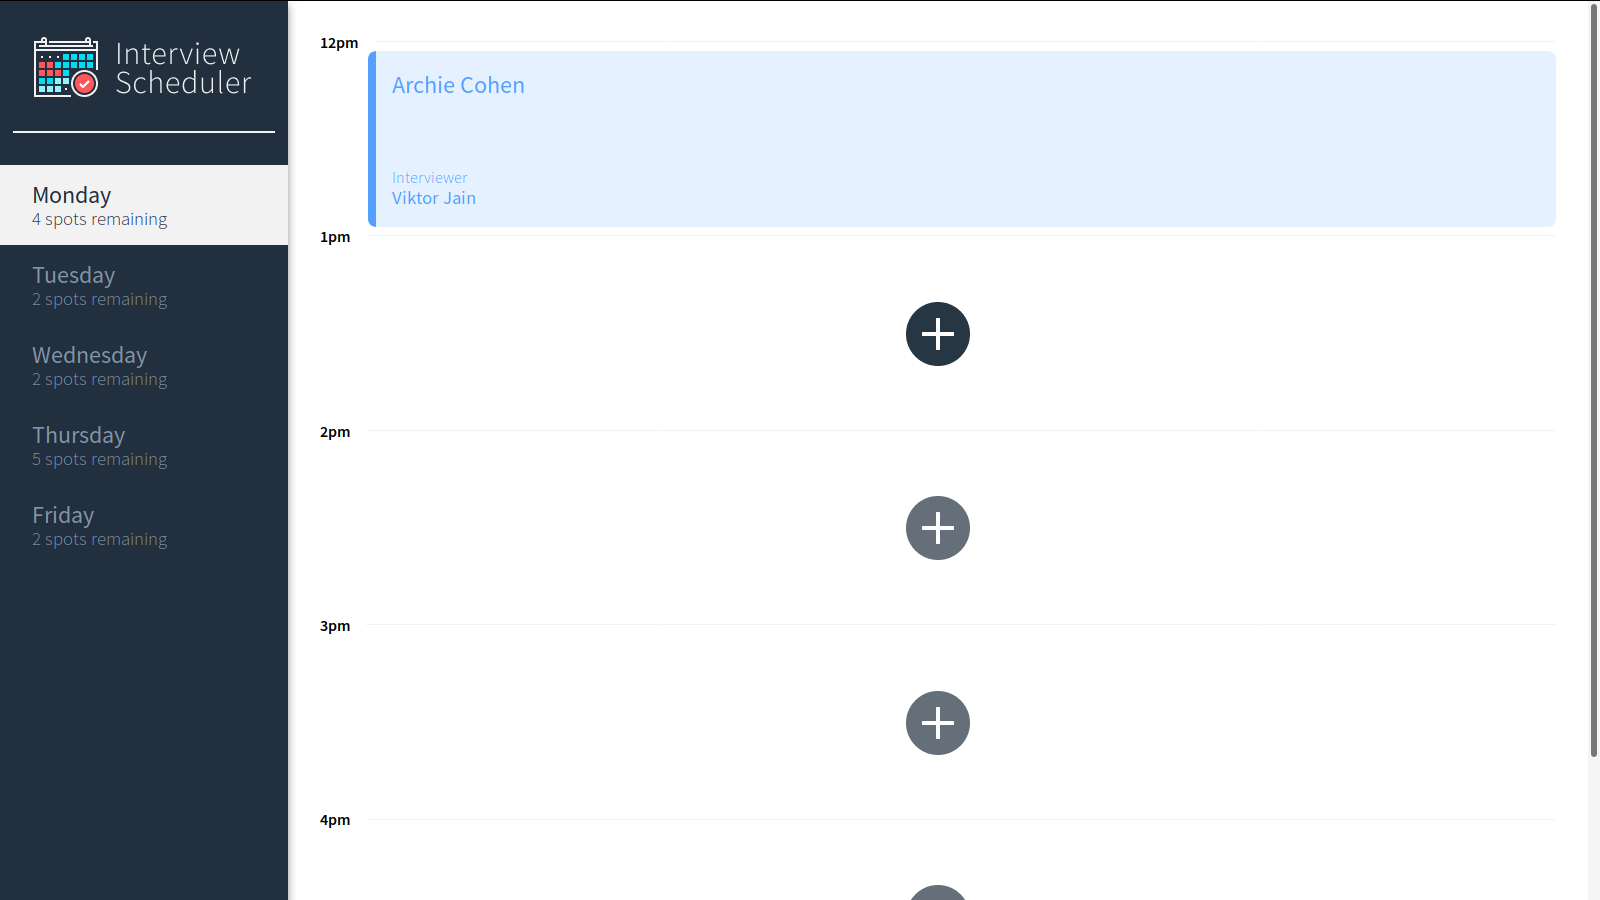 Interview
Scheduler
Monday
4 spots remaining
Tuesday
2 spots remaining
Wednesday
2 spots remaining
Thursday
5 spots remaining
Friday
2 spots remaining
12pm
Archie Cohen
Interviewer
Viktor Jain
1pm
2pm
3pm
4pm